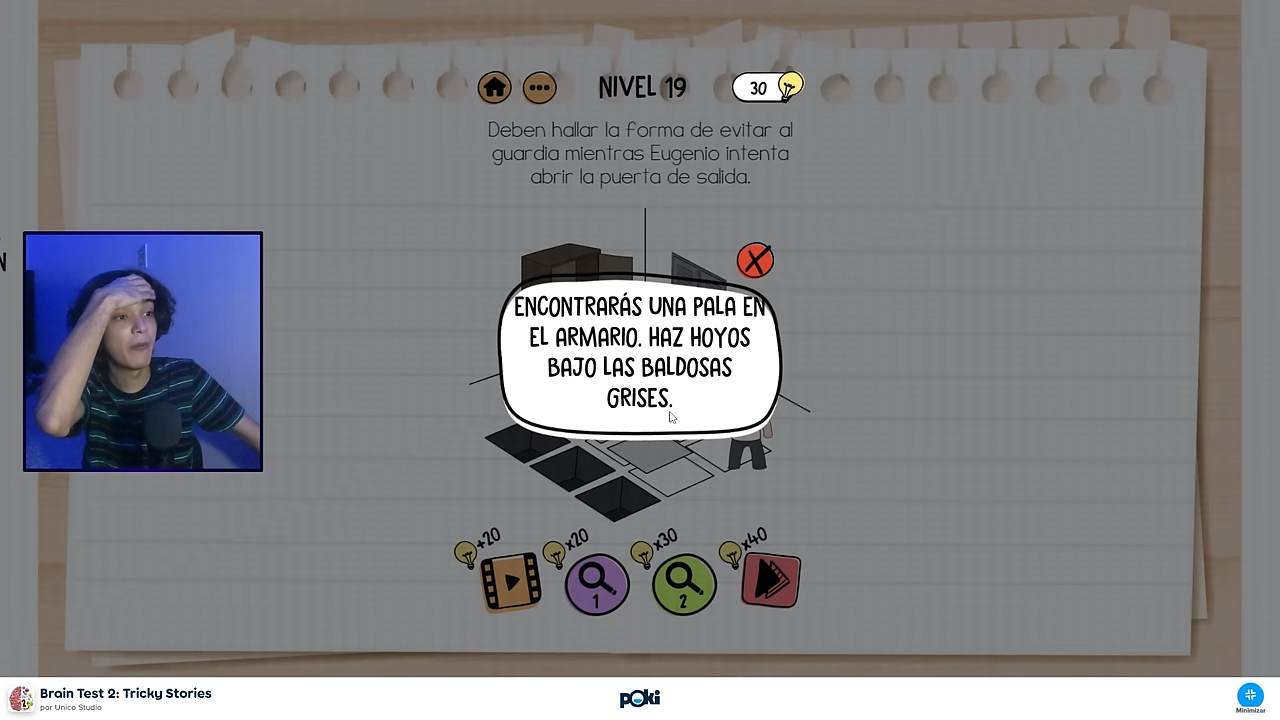 NIVEL 19
30
Deben hallar la forma de evitar al
guardia mientras Eugenio intenta
abrir la puerta de salida.
N
X
ENCONTRARÁS UNA PALA EN
EL ARMARIO. HAZ HOYOS
BAJO LAS BALDOSAS
GRISES.
+20
x20
x30
x40
1
2
Brain Test 2: Tricky Stories
por Unico Studio
POKi
Minimizar